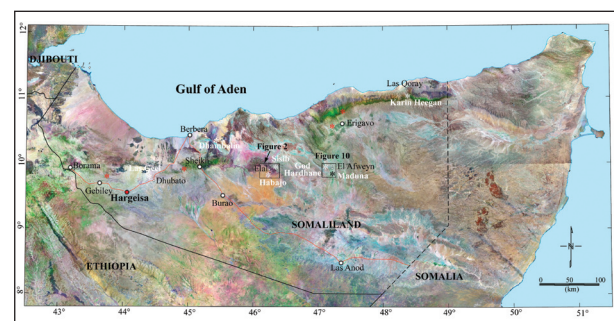 12°
11°
10°
9°
8°
DJIBOUTI
Gulf of Aden
Las Qoray
Karin Heegan
Erigavo
Berbera
Figure 2
Sheikh
Figure 10
Borama
Dhubato
God
Hardhane
El Afweyn
Maduna
Gebiley
Habajo
Hargeisa
Burao
SOMALILAND
ETHIOPIA
Las Anod
SOMALIA
N
0 100
(km)
43° 44° 45° 46° 47° 48° 49° 50° 51°